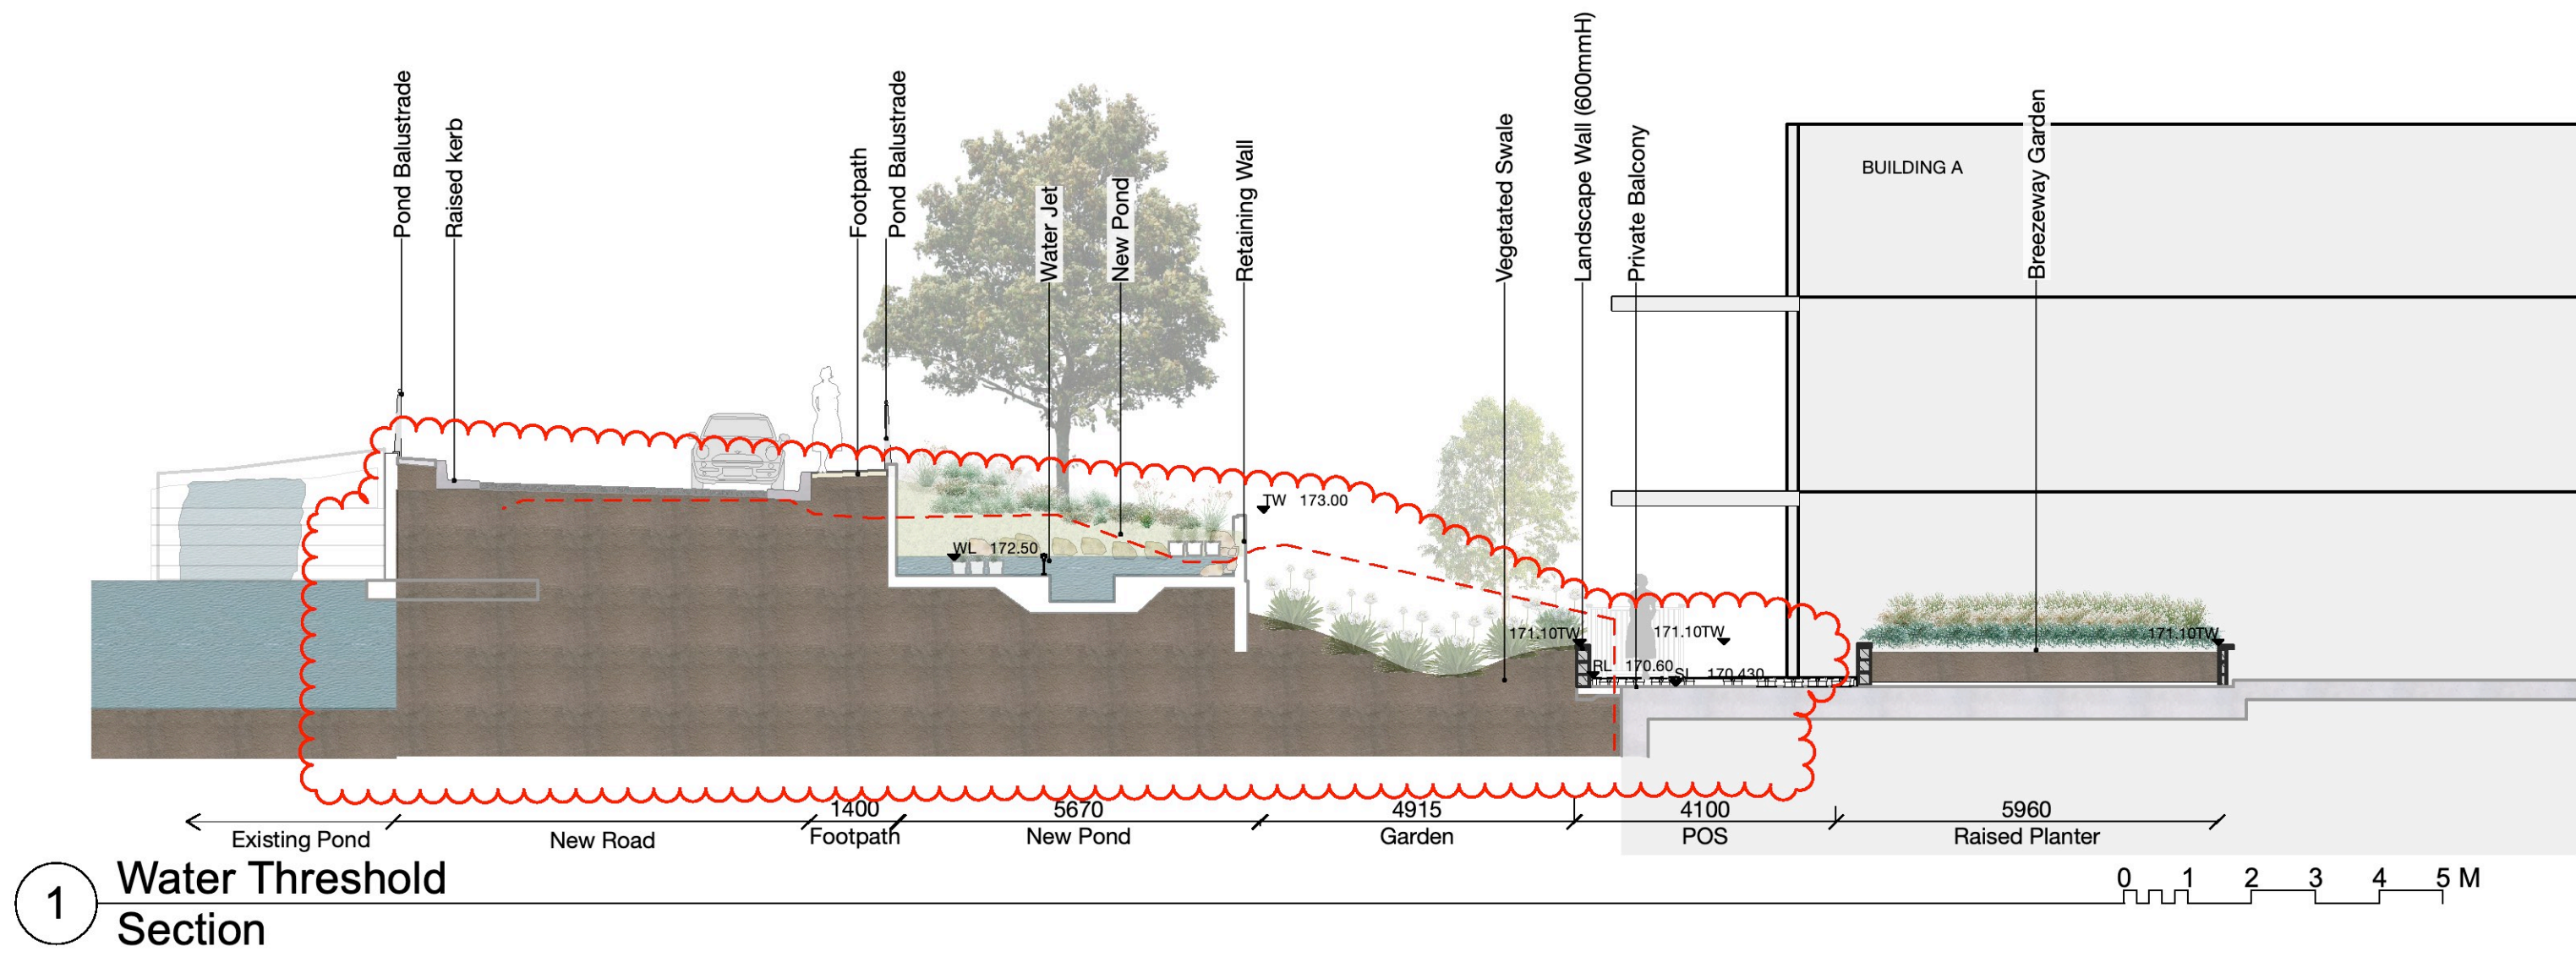 Pond Balustrade
Raised kerb
Footpath
Pond Balustrade
Water Jet
New Pond
Retaining Wall
Vegetated Swale
Landscape Wall (600mmH)
Private Balcony
Breezeway Garden
BUILDING A
TW 173.00
WL 172.50
171.10TW
171.10TW
171.10TW
RL 170.60
SL 170.430
1400
5670
4915
4100
5960
Existing Pond
New Road
Footpath
New Pond
Garden
POS
Raised Planter
1
Water Threshold
Section
0 1 2 3 4 5 M